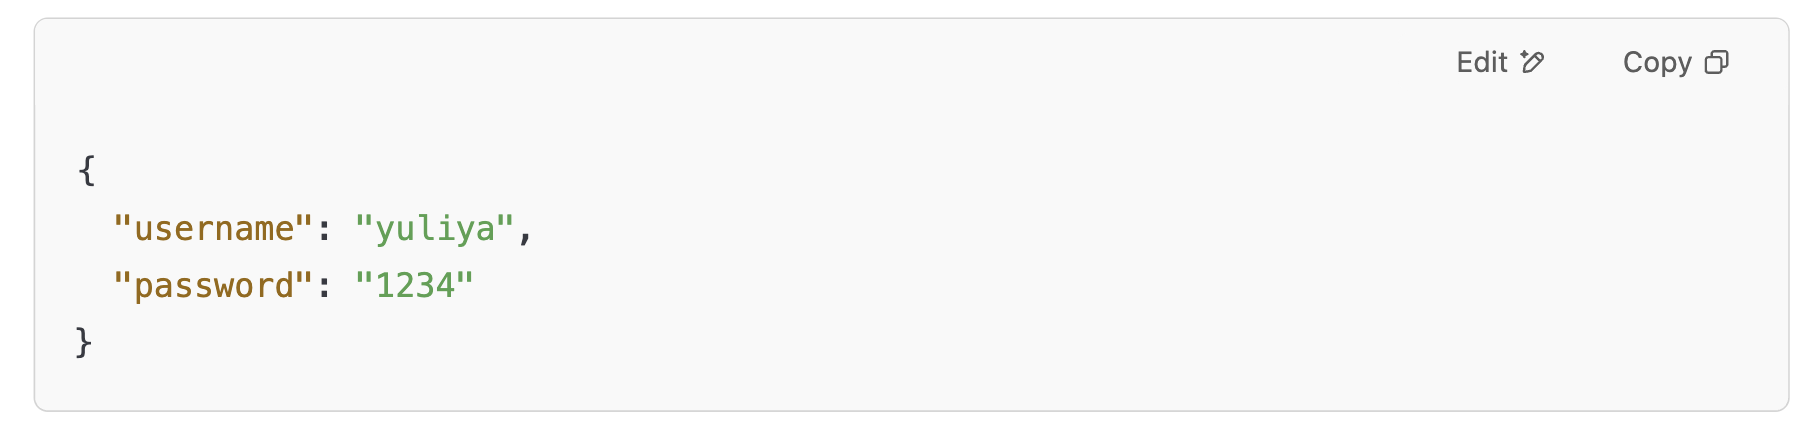 Edit Copy
{
  "username": "yuliya",
  "password": "1234"
}